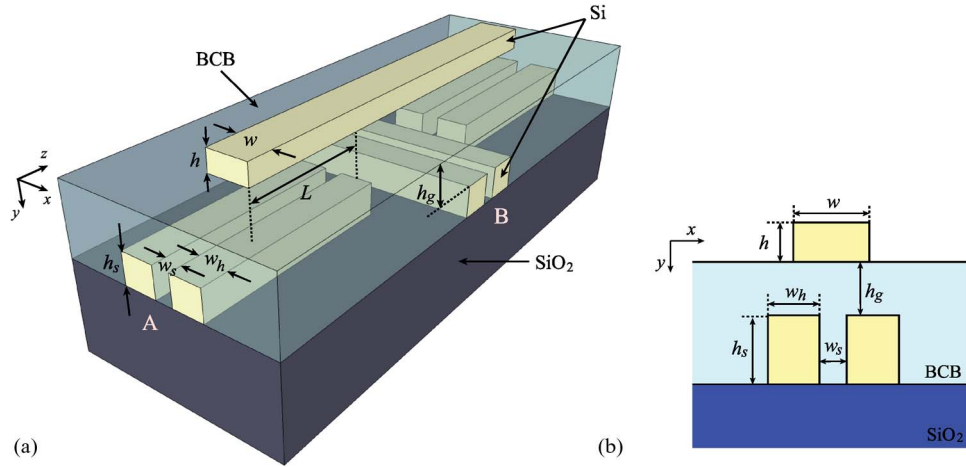 Si
BCB
w
h
z
x
y
L
h_g
B
h_s
w_s
w_h
A
SiO₂
(a)
w
x
y
h
w_h
h_g
h_s
w_s
BCB
SiO₂
(b)